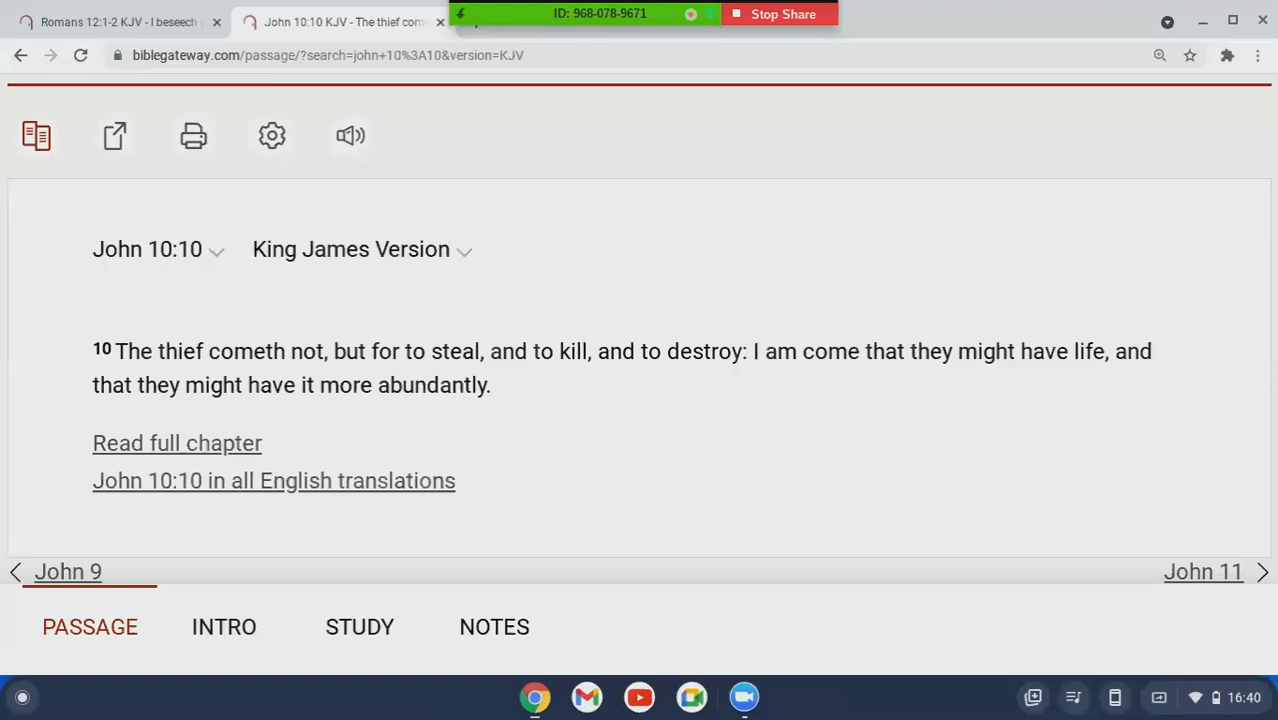 Romans 12:1-2 KJV - I beseech
John 10:10 KJV - The thief com
ID: 968-078-9671
Stop Share
biblegateway.com/passage/?search=john+10%3A10&version=KJV
John 10:10 King James Version
10 The thief cometh not, but for to steal, and to kill, and to destroy: I am come that they might have life, and
that they might have it more abundantly.
Read full chapter
John 10:10 in all English translations
John 9
John 11
PASSAGE INTRO STUDY NOTES
16:40